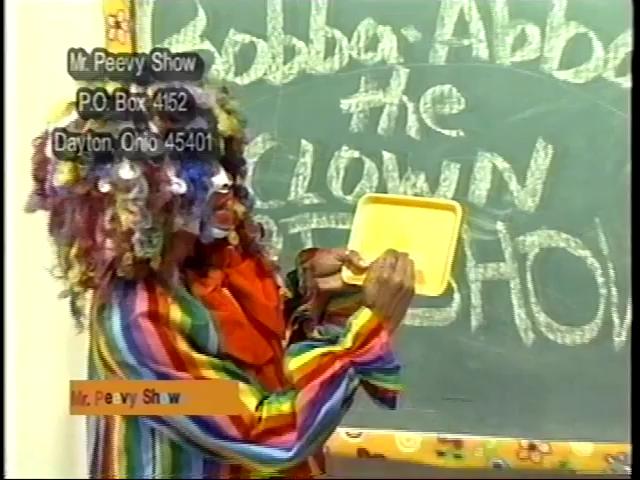 Mr. Peevy Show
P.O. Box 4152
Dayton, Ohio 45401
Bobba-Abba
the
CLOWN
SHOW
Mr. Peevy Show